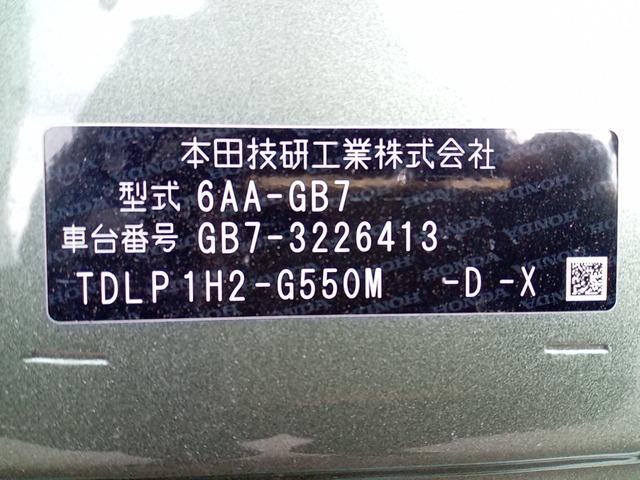 本田技研工業株式会社
型式 6AA-GB7
車台番号 GB7-3226413
TDLP1H2-G550M -D -X